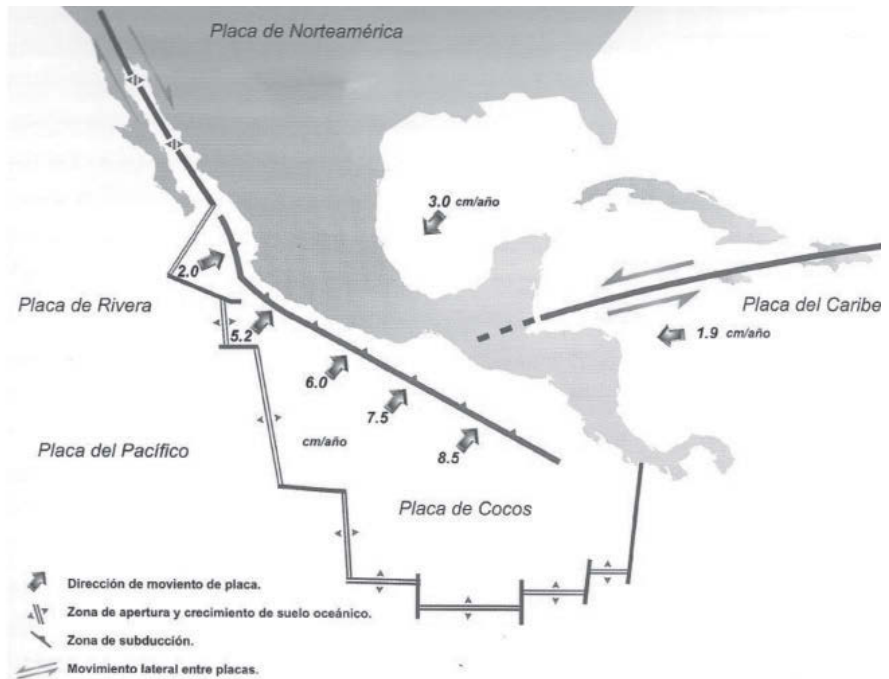 Placa de Norteamérica
3.0 cm/año
2.0
Placa de Rivera
Placa del Caribe
5.2
1.9 cm/año
6.0
7.5
cm/año
Placa del Pacífico
8.5
Placa de Cocos
Dirección de moviento de placa.
Zona de apertura y crecimiento de suelo oceánico.
Zona de subducción.
Movimiento lateral entre placas.